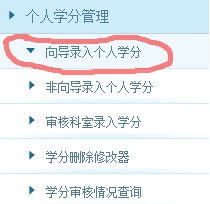 个人学分管理
向导录入个人学分
非向导录入个人学分
审核科室录入学分
学分删除修改器
学分审核情况查询